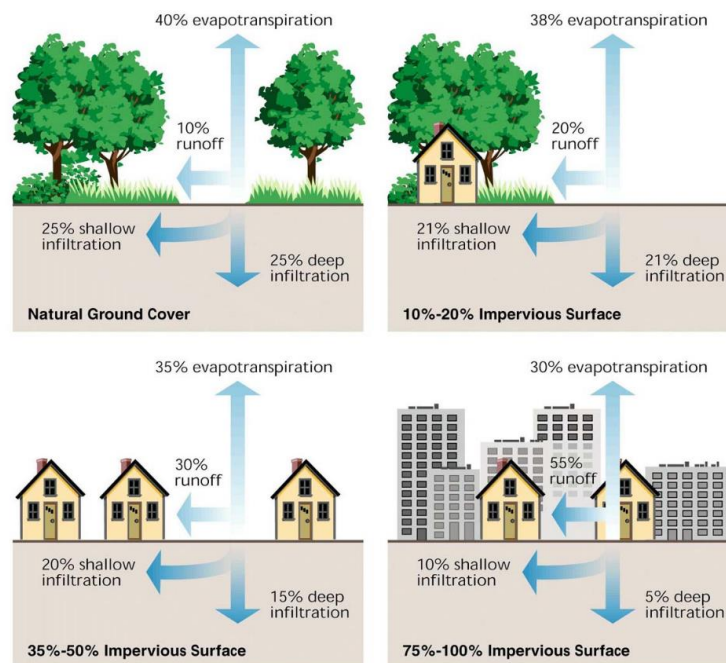 40% evapotranspiration
10%
runoff
25% shallow
infiltration
25% deep
infiltration
Natural Ground Cover
38% evapotranspiration
20%
runoff
21% shallow
infiltration
21% deep
infiltration
10%-20% Impervious Surface
35% evapotranspiration
30%
runoff
20% shallow
infiltration
15% deep
infiltration
35%-50% Impervious Surface
30% evapotranspiration
55%
runoff
10% shallow
infiltration
5% deep
infiltration
75%-100% Impervious Surface